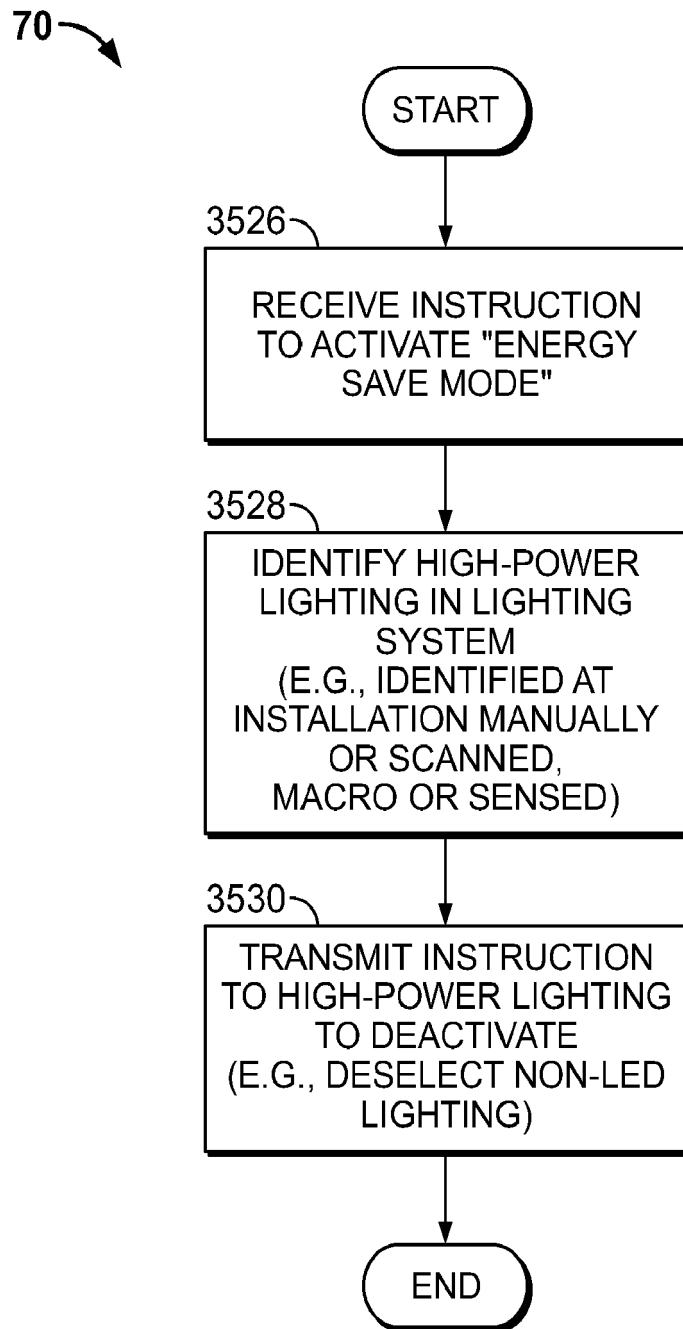 70
START
3526
RECEIVE INSTRUCTION
TO ACTIVATE "ENERGY
SAVE MODE"
3528
IDENTIFY HIGH-POWER
LIGHTING IN LIGHTING
SYSTEM
(E.G., IDENTIFIED AT
INSTALLATION MANUALLY
OR SCANNED,
MACRO OR SENSED)
3530
TRANSMIT INSTRUCTION
TO HIGH-POWER LIGHTING
TO DEACTIVATE
(E.G., DESELECT NON-LED
LIGHTING)
END